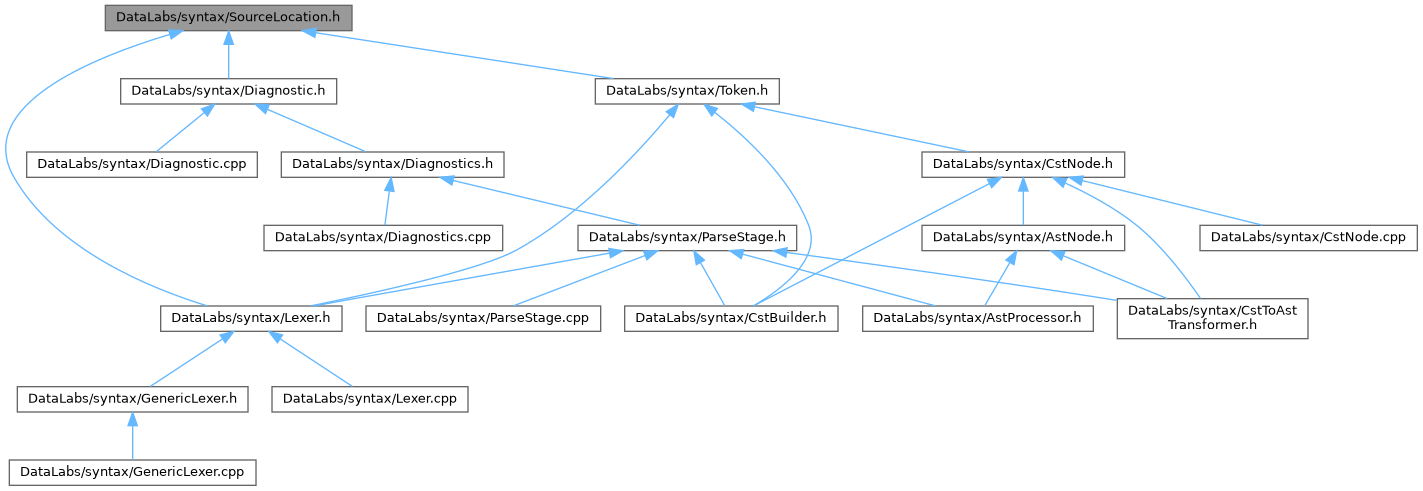 DataLabs/syntax/SourceLocation.h
DataLabs/syntax/Diagnostic.h
DataLabs/syntax/Token.h
DataLabs/syntax/Diagnostic.cpp
DataLabs/syntax/Diagnostics.h
DataLabs/syntax/CstNode.h
DataLabs/syntax/Diagnostics.cpp
DataLabs/syntax/ParseStage.h
DataLabs/syntax/AstNode.h
DataLabs/syntax/CstNode.cpp
DataLabs/syntax/Lexer.h
DataLabs/syntax/ParseStage.cpp
DataLabs/syntax/CstBuilder.h
DataLabs/syntax/AstProcessor.h
DataLabs/syntax/CstToAst
Transformer.h
DataLabs/syntax/GenericLexer.h
DataLabs/syntax/Lexer.cpp
DataLabs/syntax/GenericLexer.cpp